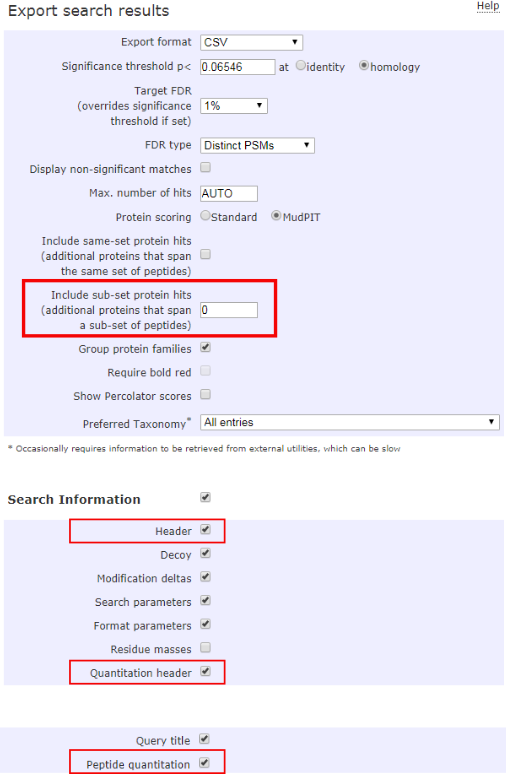 Export search results
Help
Export format CSV
Significance threshold p< 0.06546 at identity homology
Target FDR
(overrides significance 1%
threshold if set)
FDR type Distinct PSMs
Display non-significant matches
Max. number of hits AUTO
Protein scoring Standard MudPIT
Include same-set protein hits
(additional proteins that span
the same set of peptides)
Include sub-set protein hits
(additional proteins that span 0
a sub-set of peptides)
Group protein families
Require bold red
Show Percolator scores
Preferred Taxonomy* All entries
* Occasionally requires information to be retrieved from external utilities, which can be slow
Search Information
Header
Decoy
Modification deltas
Search parameters
Format parameters
Residue masses
Quantitation header
Query title
Peptide quantitation